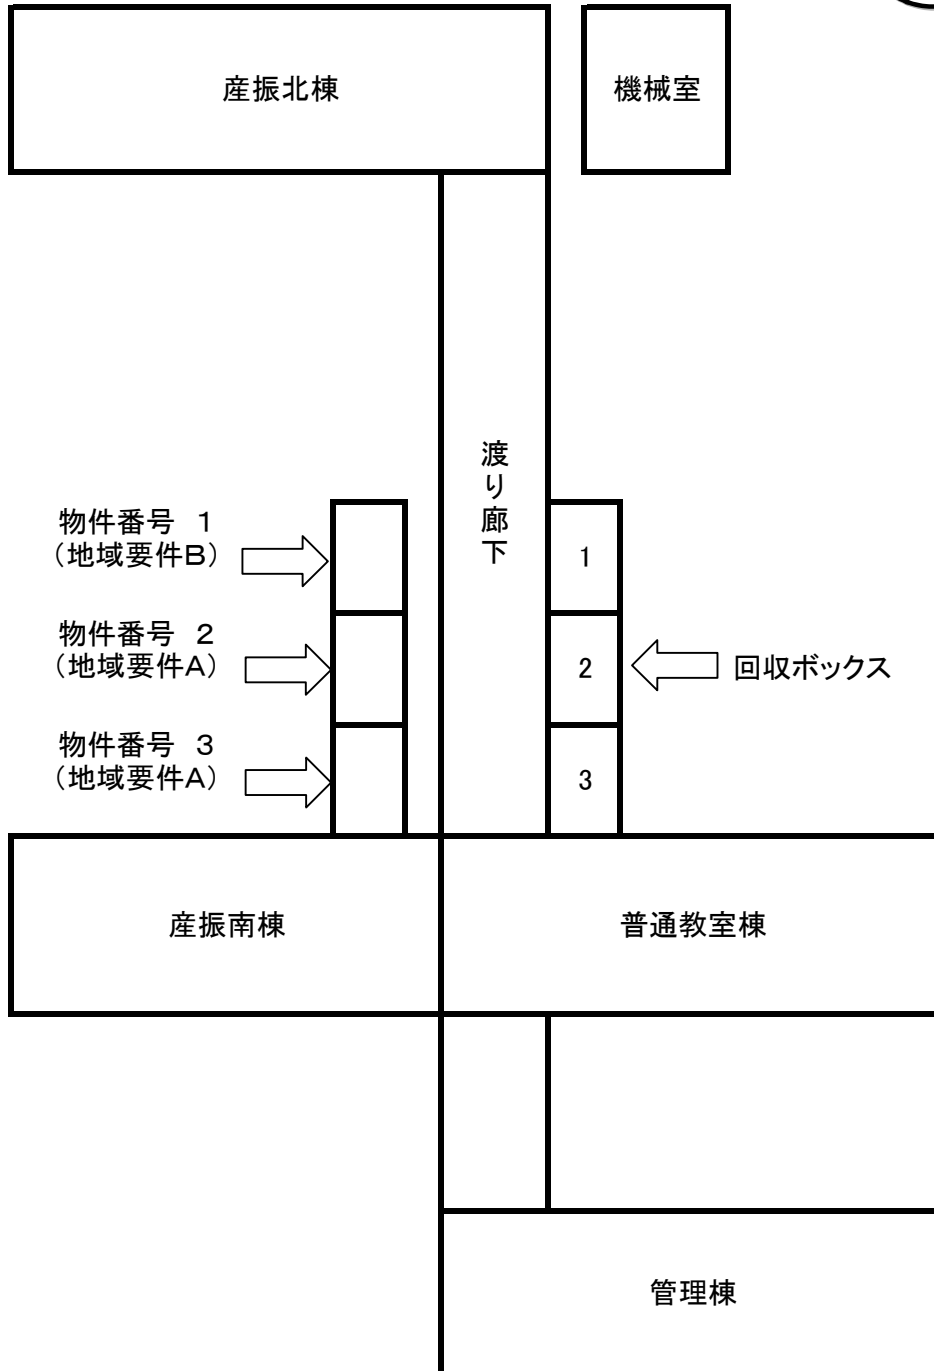 産振北棟
機械室
渡り廊下
物件番号　1
（地域要件B）
1
物件番号　2
（地域要件A）
2
回収ボックス
物件番号　3
（地域要件A）
3
産振南棟
普通教室棟
管理棟